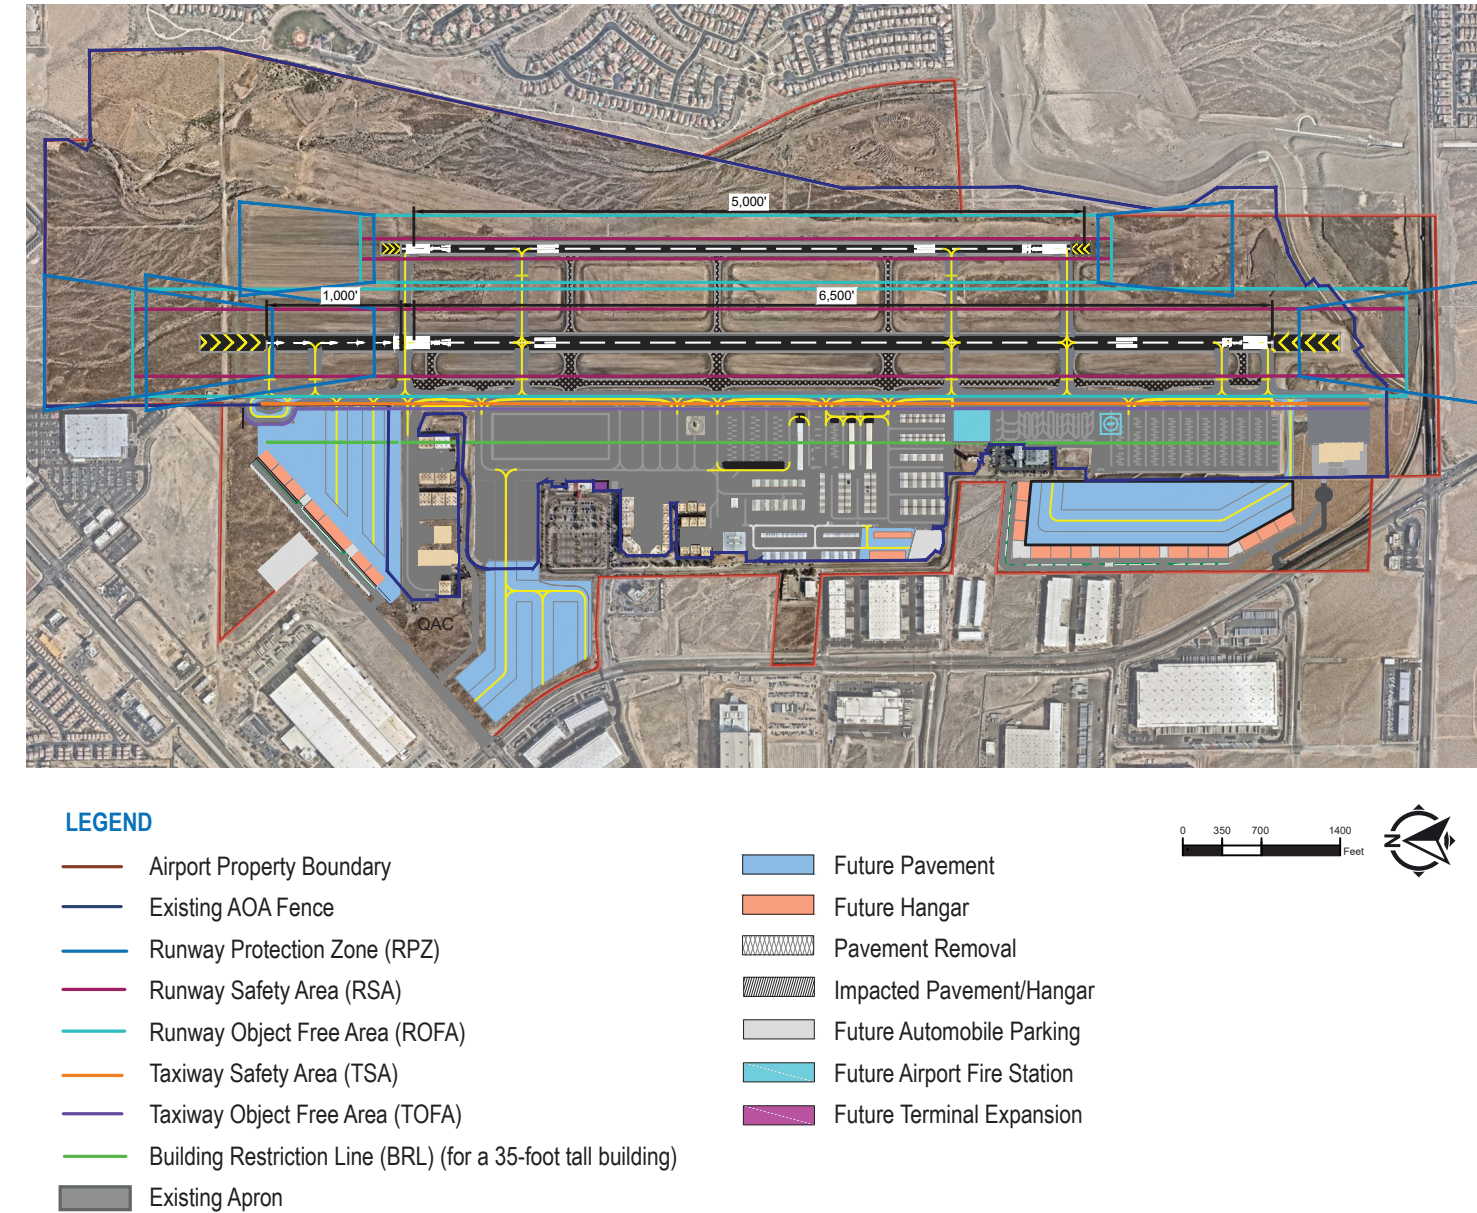 5,000'
1,000'
6,500'
QAC
LEGEND
Airport Property Boundary
Existing AOA Fence
Runway Protection Zone (RPZ)
Runway Safety Area (RSA)
Runway Object Free Area (ROFA)
Taxiway Safety Area (TSA)
Taxiway Object Free Area (TOFA)
Building Restriction Line (BRL) (for a 35-foot tall building)
Existing Apron
Future Pavement
Future Hangar
Pavement Removal
Impacted Pavement/Hangar
Future Automobile Parking
Future Airport Fire Station
Future Terminal Expansion
0 350 700 1400
Feet
N